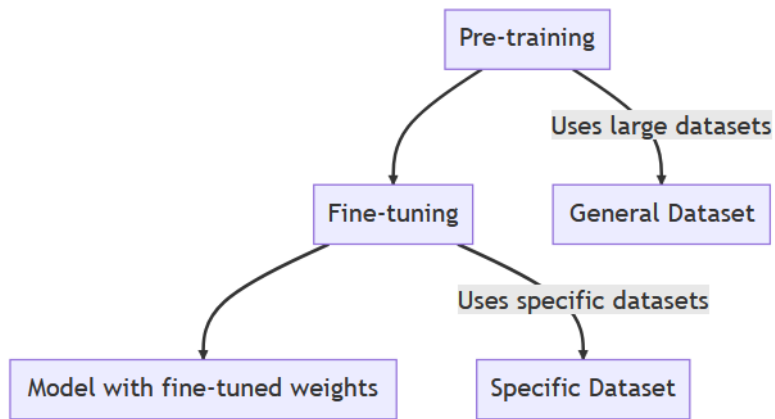 Pre-training
Uses large datasets
Fine-tuning
General Dataset
Uses specific datasets
Model with fine-tuned weights
Specific Dataset